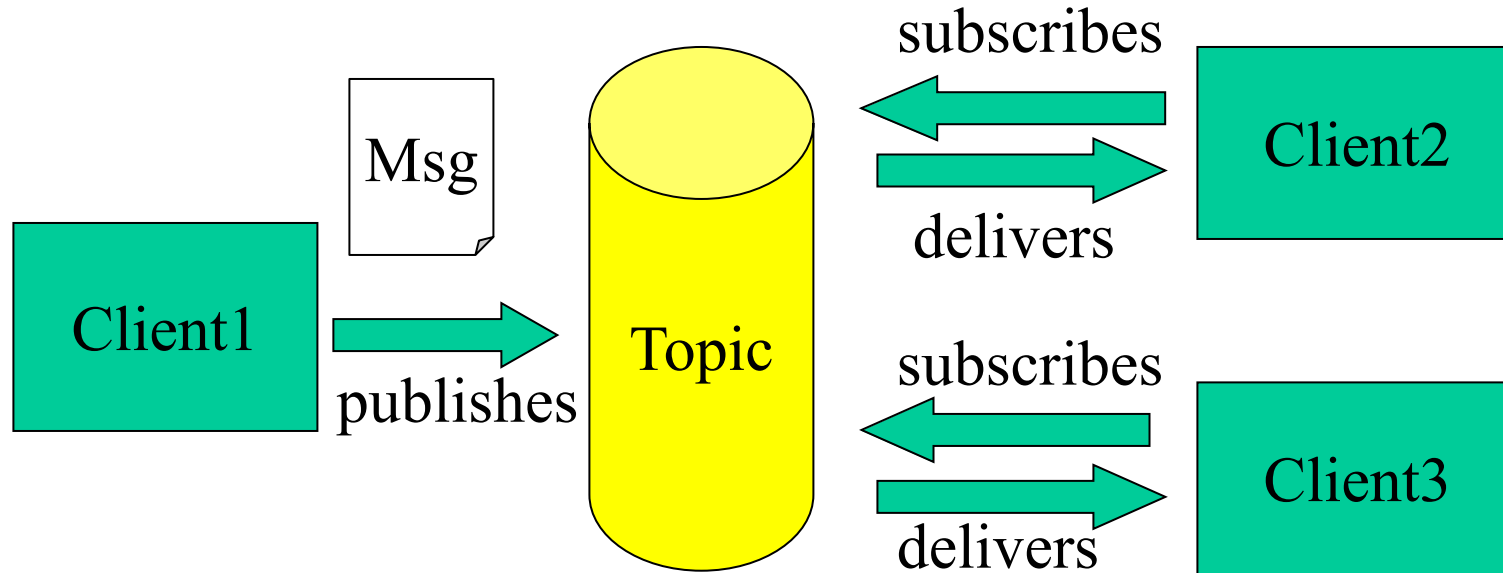 Msg
Client1
publishes
Topic
subscribes
delivers
Client2
subscribes
delivers
Client3